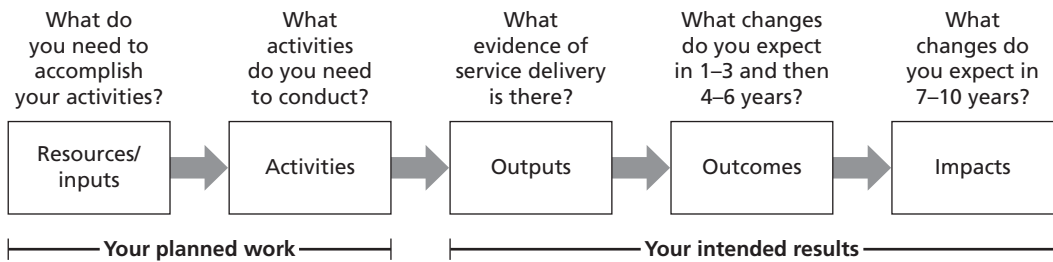 What do
you need to
accomplish
your activities?
What
activities
do you need
to conduct?
What
evidence of
service delivery
is there?
What changes
do you expect
in 1–3 and then
4–6 years?
What
changes do
you expect in
7–10 years?
Resources/
inputs
Activities
Outputs
Outcomes
Impacts
Your planned work
Your intended results